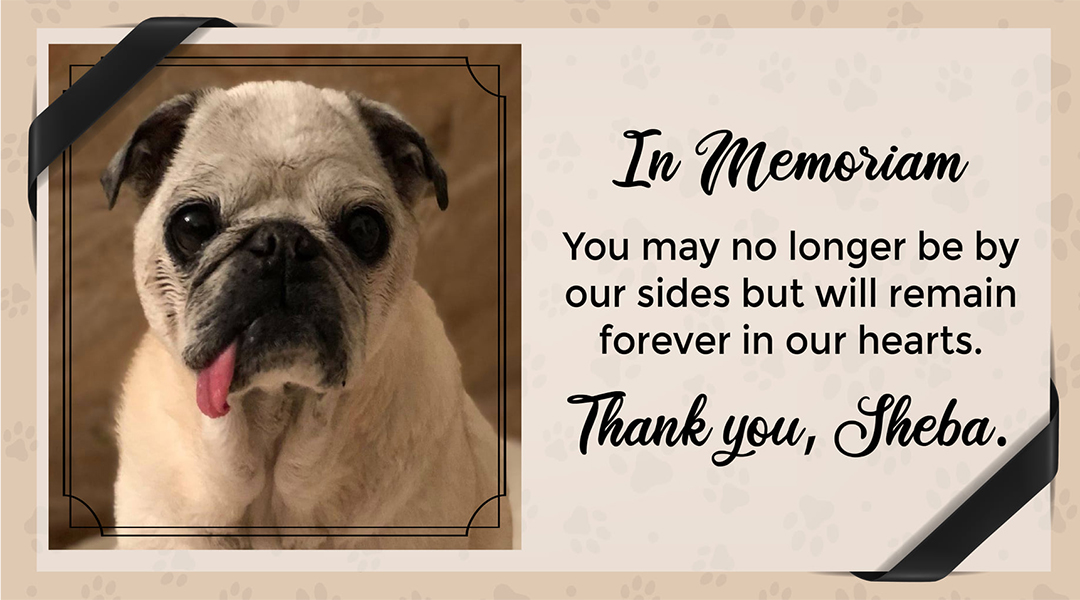 In Memoriam
You may no longer be by
our sides but will remain
forever in our hearts.
Thank you, Sheba.